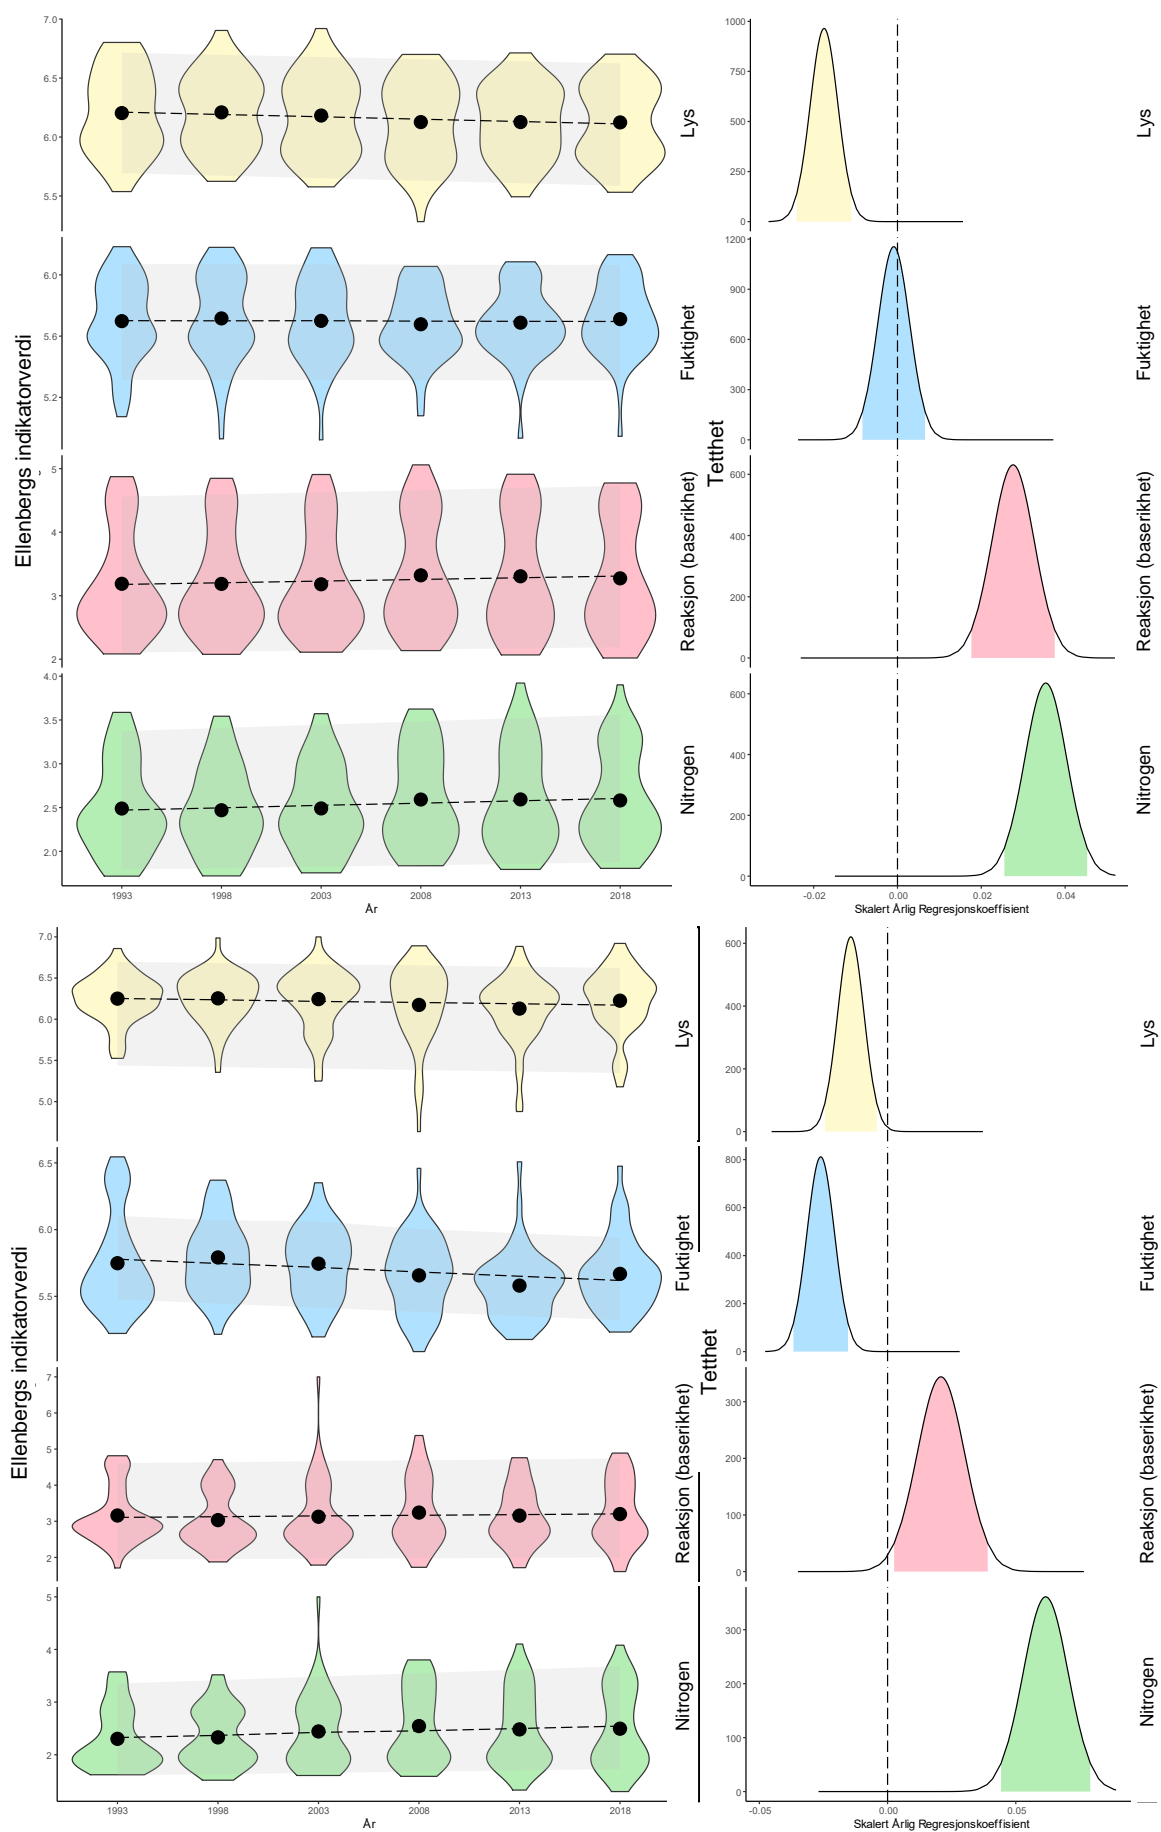 Ellenbergs indikatorverdi
7.0
6.5
6.0
5.5
Lys
6.0
5.6
5.2
Fuktighet
5
4
3
2
Reaksjon (baserikhet)
4.0
3.5
3.0
2.5
2.0
Nitrogen
1993 1998 2003 2008 2013 2018
År
Tetthet
1000
750
500
250
0
Lys
1200
900
600
300
0
Fuktighet
600
400
200
0
Reaksjon (baserikhet)
600
400
200
0
Nitrogen
-0.02 0.00 0.02 0.04
Skalert Årlig Regresjonskoeffisient
Ellenbergs indikatorverdi
7.0
6.5
6.0
5.5
5.0
Lys
6.5
6.0
5.5
Fuktighet
7
6
5
4
3
2
Reaksjon (baserikhet)
5
4
3
2
Nitrogen
1993 1998 2003 2008 2013 2018
År
Tetthet
600
400
200
0
Lys
800
600
400
200
0
Fuktighet
300
200
100
0
Reaksjon (baserikhet)
300
200
100
0
Nitrogen
-0.05 0.00 0.05
Skalert Årlig Regresjonskoeffisient